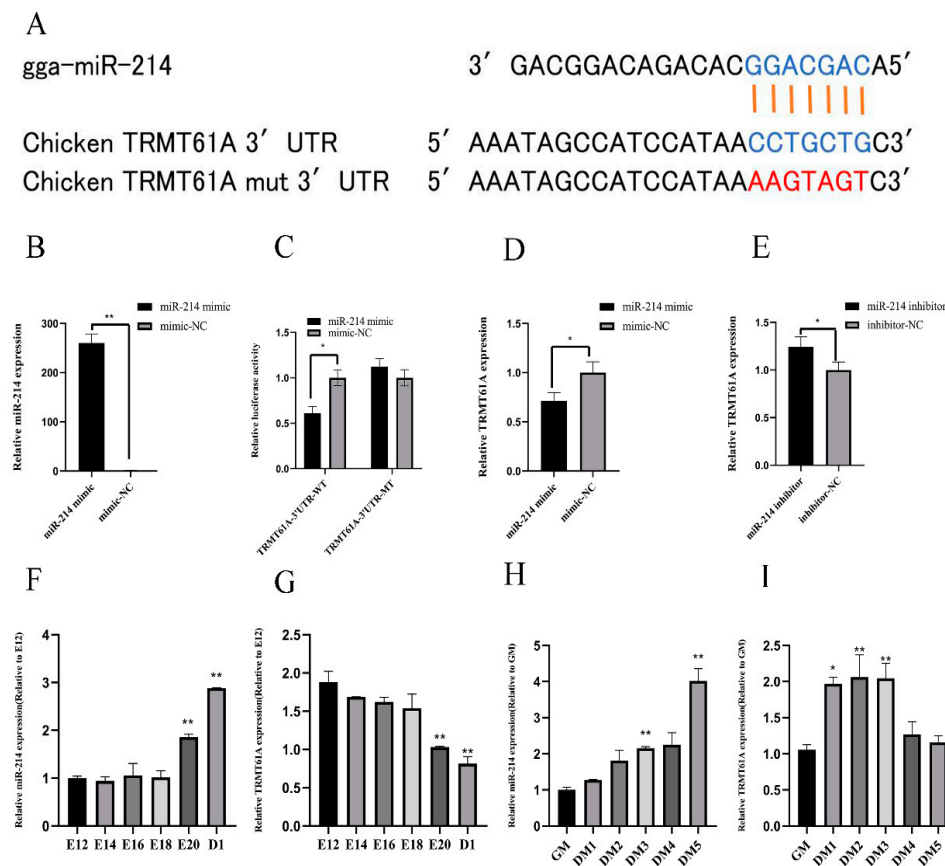 A
gga-miR-214 3′ GACGGACAGACACGGACGACA5′
Chicken TRMT61A 3′ UTR 5′ AAATAGCCATCCATAACCTGCTGC3′
Chicken TRMT61A mut 3′ UTR 5′ AAATAGCCATCCATAAAAGTAGTC3′
B
miR-214 mimic
mimic-NC
**
Relative miR-214 expression
300
200
100
0
miR-214 mimic
mimic-NC
C
miR-214 mimic
mimic-NC
*
Relative luciferase activity
1.5
1.0
0.5
0.0
TRMT61A-3'UTR-WT
TRMT61A-3'UTR-MT
D
miR-214 mimic
mimic-NC
*
Relative TRMT61A expression
1.5
1.0
0.5
0.0
miR-214 mimic
mimic-NC
E
miR-214 inhibitor
inhibitor-NC
*
Relative TRMT61A expression
1.5
1.0
0.5
0.0
miR-214 inhibitor
inhibitor-NC
F
Relative miR-214 expression(Relative to E12)
4
3
2
1
0
** **
E12 E14 E16 E18 E20 D1
G
Relative TRMT61A expression(Relative to E12)
2.5
2.0
1.5
1.0
0.5
0.0
** **
E12 E14 E16 E18 E20 D1
H
Relative miR-214 expression(Relative to GM)
6
4
2
0
** **
GM DM1 DM2 DM3 DM4 DM5
I
Relative TRMT61A expression(Relative to GM)
2.5
2.0
1.5
1.0
0.5
0.0
* ** **
GM DM1 DM2 DM3 DM4 DM5